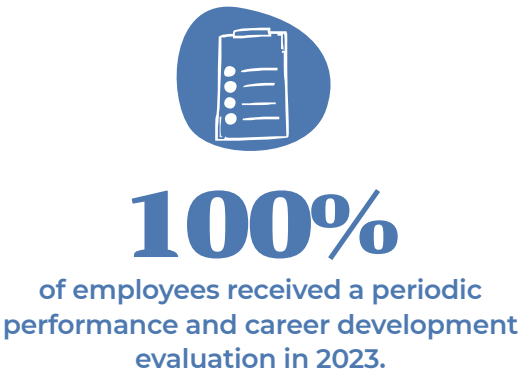 100%
of employees received a periodic
performance and career development
evaluation in 2023.